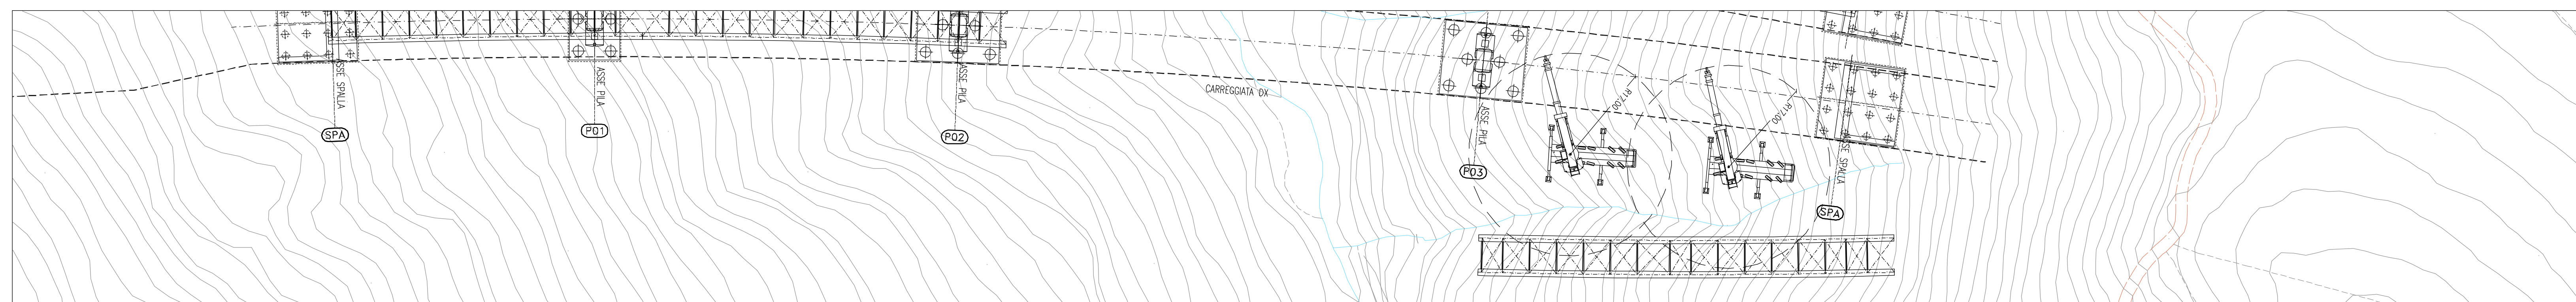 ASSE SPALLA
SPA
ASSE PILA
P01
ASSE PILA
P02
CARREGGIATA DX
ASSE PILA
P03
R17.00
R17.00
ASSE SPALLA
SPA